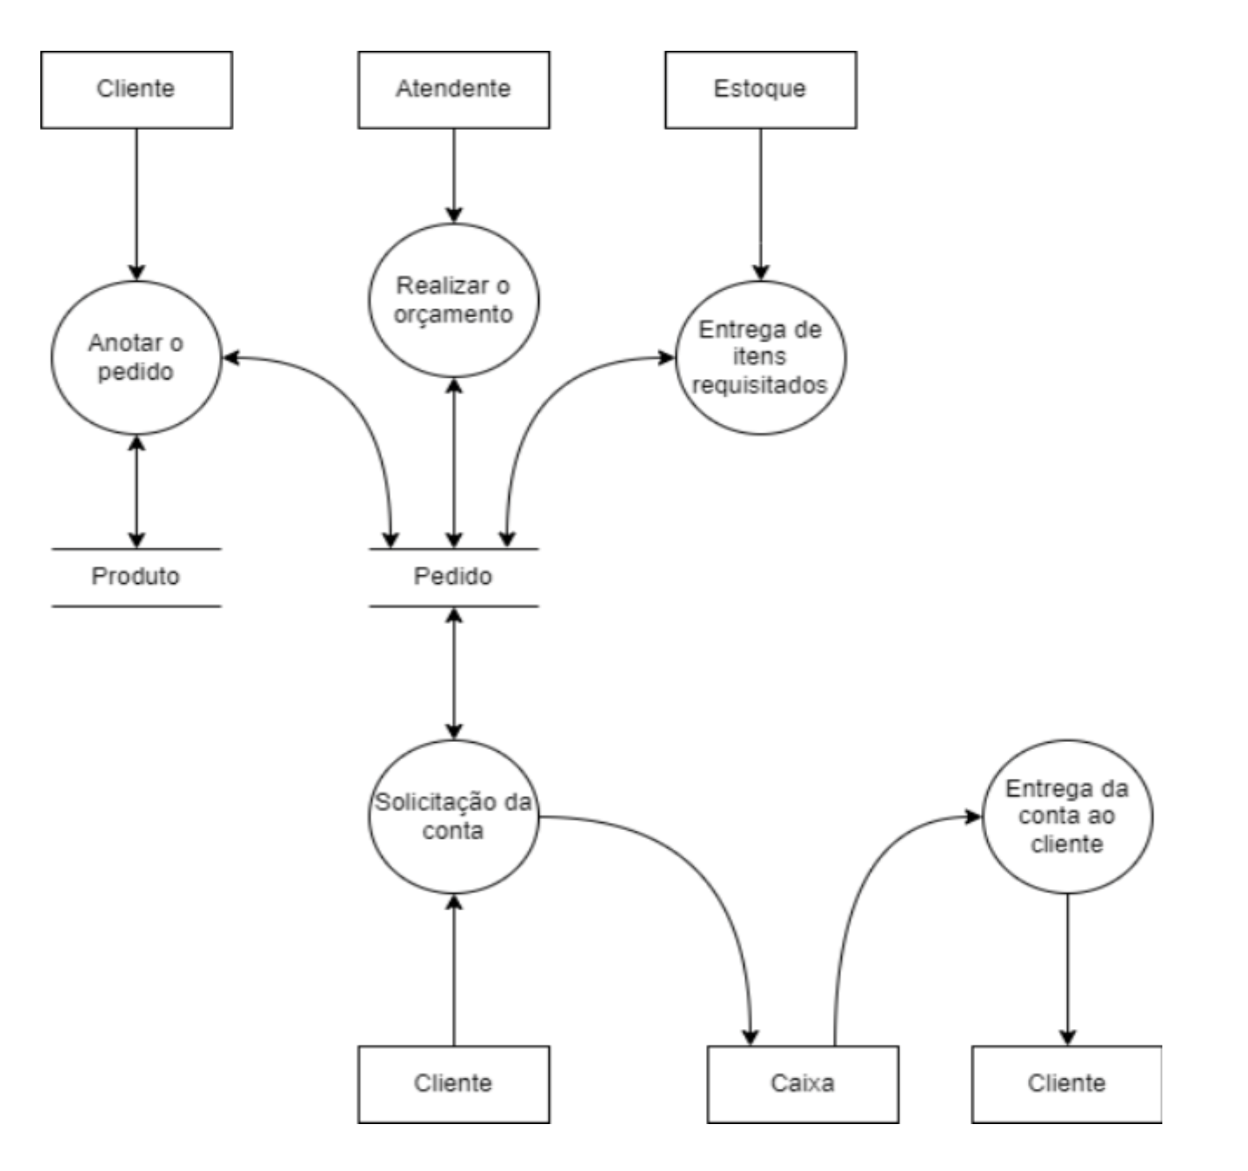 Cliente
Atendente
Estoque
Realizar o
orçamento
Anotar o
pedido
Entrega de
itens
requisitados
Produto
Pedido
Solicitação da
conta
Entrega da
conta ao
cliente
Cliente
Caixa
Cliente